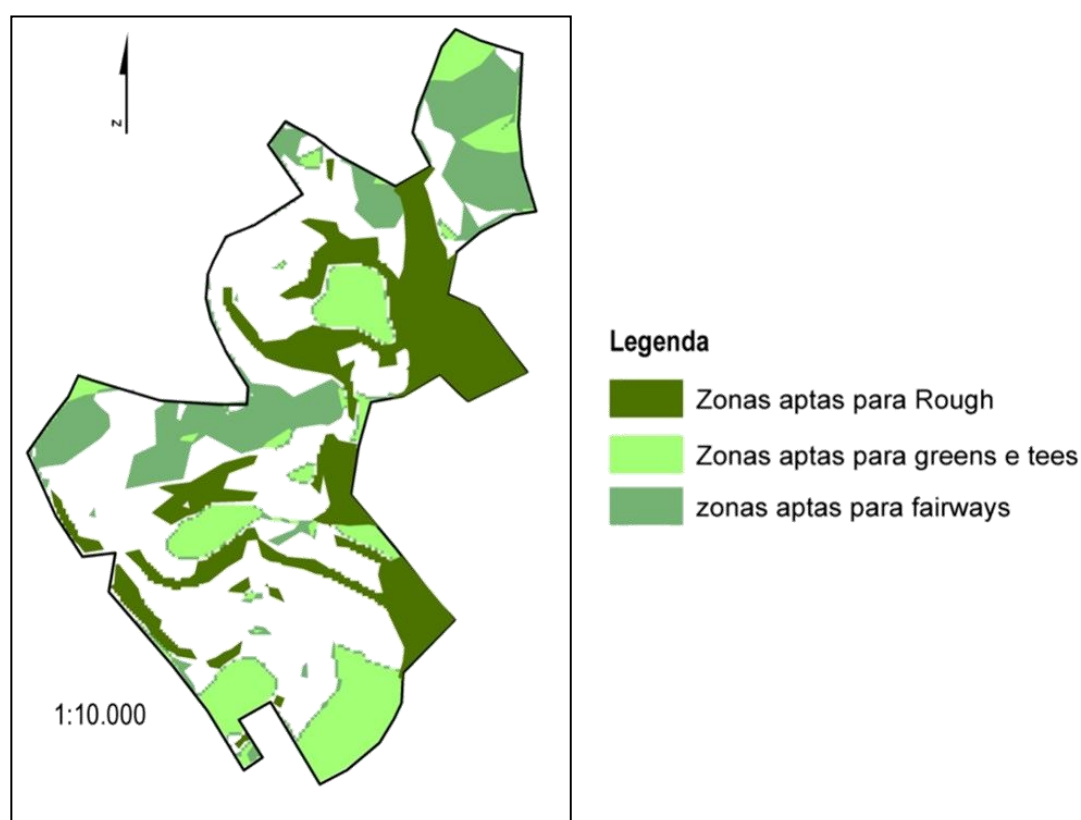 N
1:10.000
Legenda
Zonas aptas para Rough
Zonas aptas para greens e tees
zonas aptas para fairways